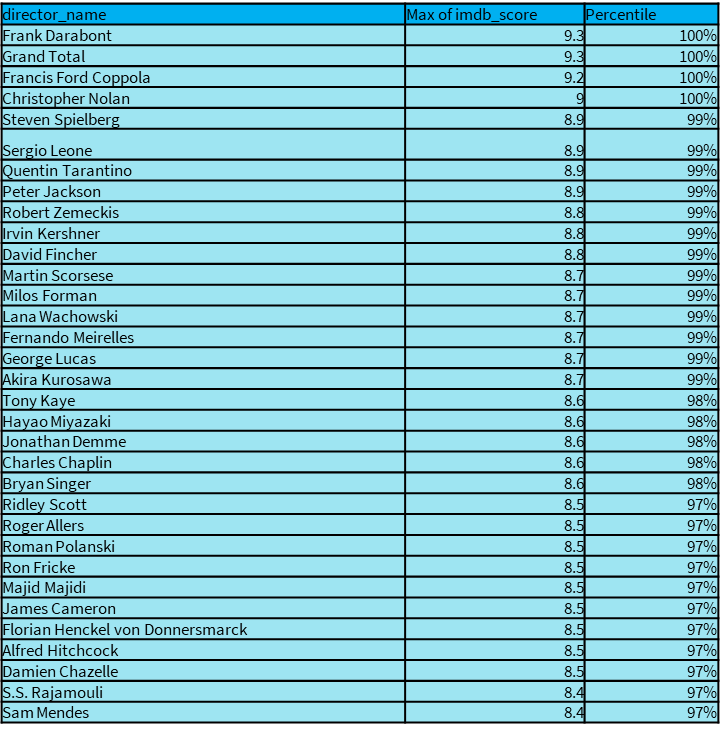 director_name Max of imdb_score Percentile
Frank Darabont 9.3 100%
Grand Total 9.3 100%
Francis Ford Coppola 9.2 100%
Christopher Nolan 9 100%
Steven Spielberg 8.9 99%
Sergio Leone 8.9 99%
Quentin Tarantino 8.9 99%
Peter Jackson 8.9 99%
Robert Zemeckis 8.8 99%
Irvin Kershner 8.8 99%
David Fincher 8.8 99%
Martin Scorsese 8.7 99%
Milos Forman 8.7 99%
Lana Wachowski 8.7 99%
Fernando Meirelles 8.7 99%
George Lucas 8.7 99%
Akira Kurosawa 8.7 99%
Tony Kaye 8.6 98%
Hayao Miyazaki 8.6 98%
Jonathan Demme 8.6 98%
Charles Chaplin 8.6 98%
Bryan Singer 8.6 98%
Ridley Scott 8.5 97%
Roger Allers 8.5 97%
Roman Polanski 8.5 97%
Ron Fricke 8.5 97%
Majid Majidi 8.5 97%
James Cameron 8.5 97%
Florian Henckel von Donnersmarck 8.5 97%
Alfred Hitchcock 8.5 97%
Damien Chazelle 8.5 97%
S.S. Rajamouli 8.4 97%
Sam Mendes 8.4 97%